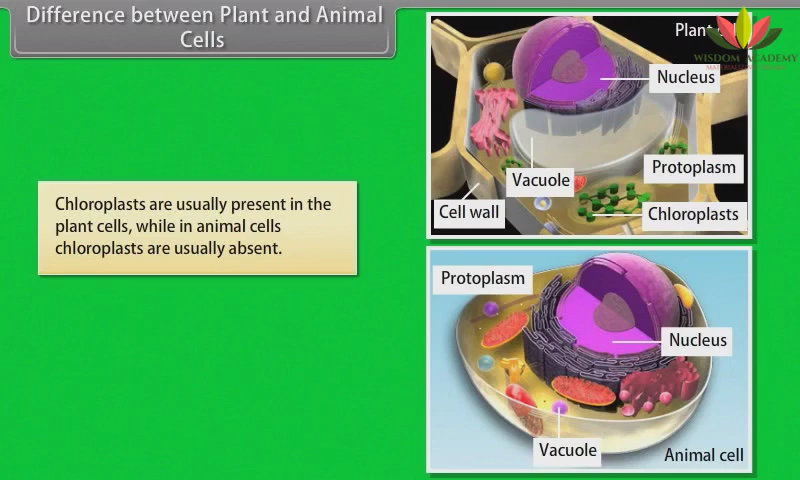 Difference between Plant and Animal
Cells
Plant
WISDOM ACADEMY
Nucleus
Protoplasm
Vacuole
Cell wall
Chloroplasts
Chloroplasts are usually present in the
plant cells, while in animal cells
chloroplasts are usually absent.
Protoplasm
Nucleus
Vacuole
Animal cell